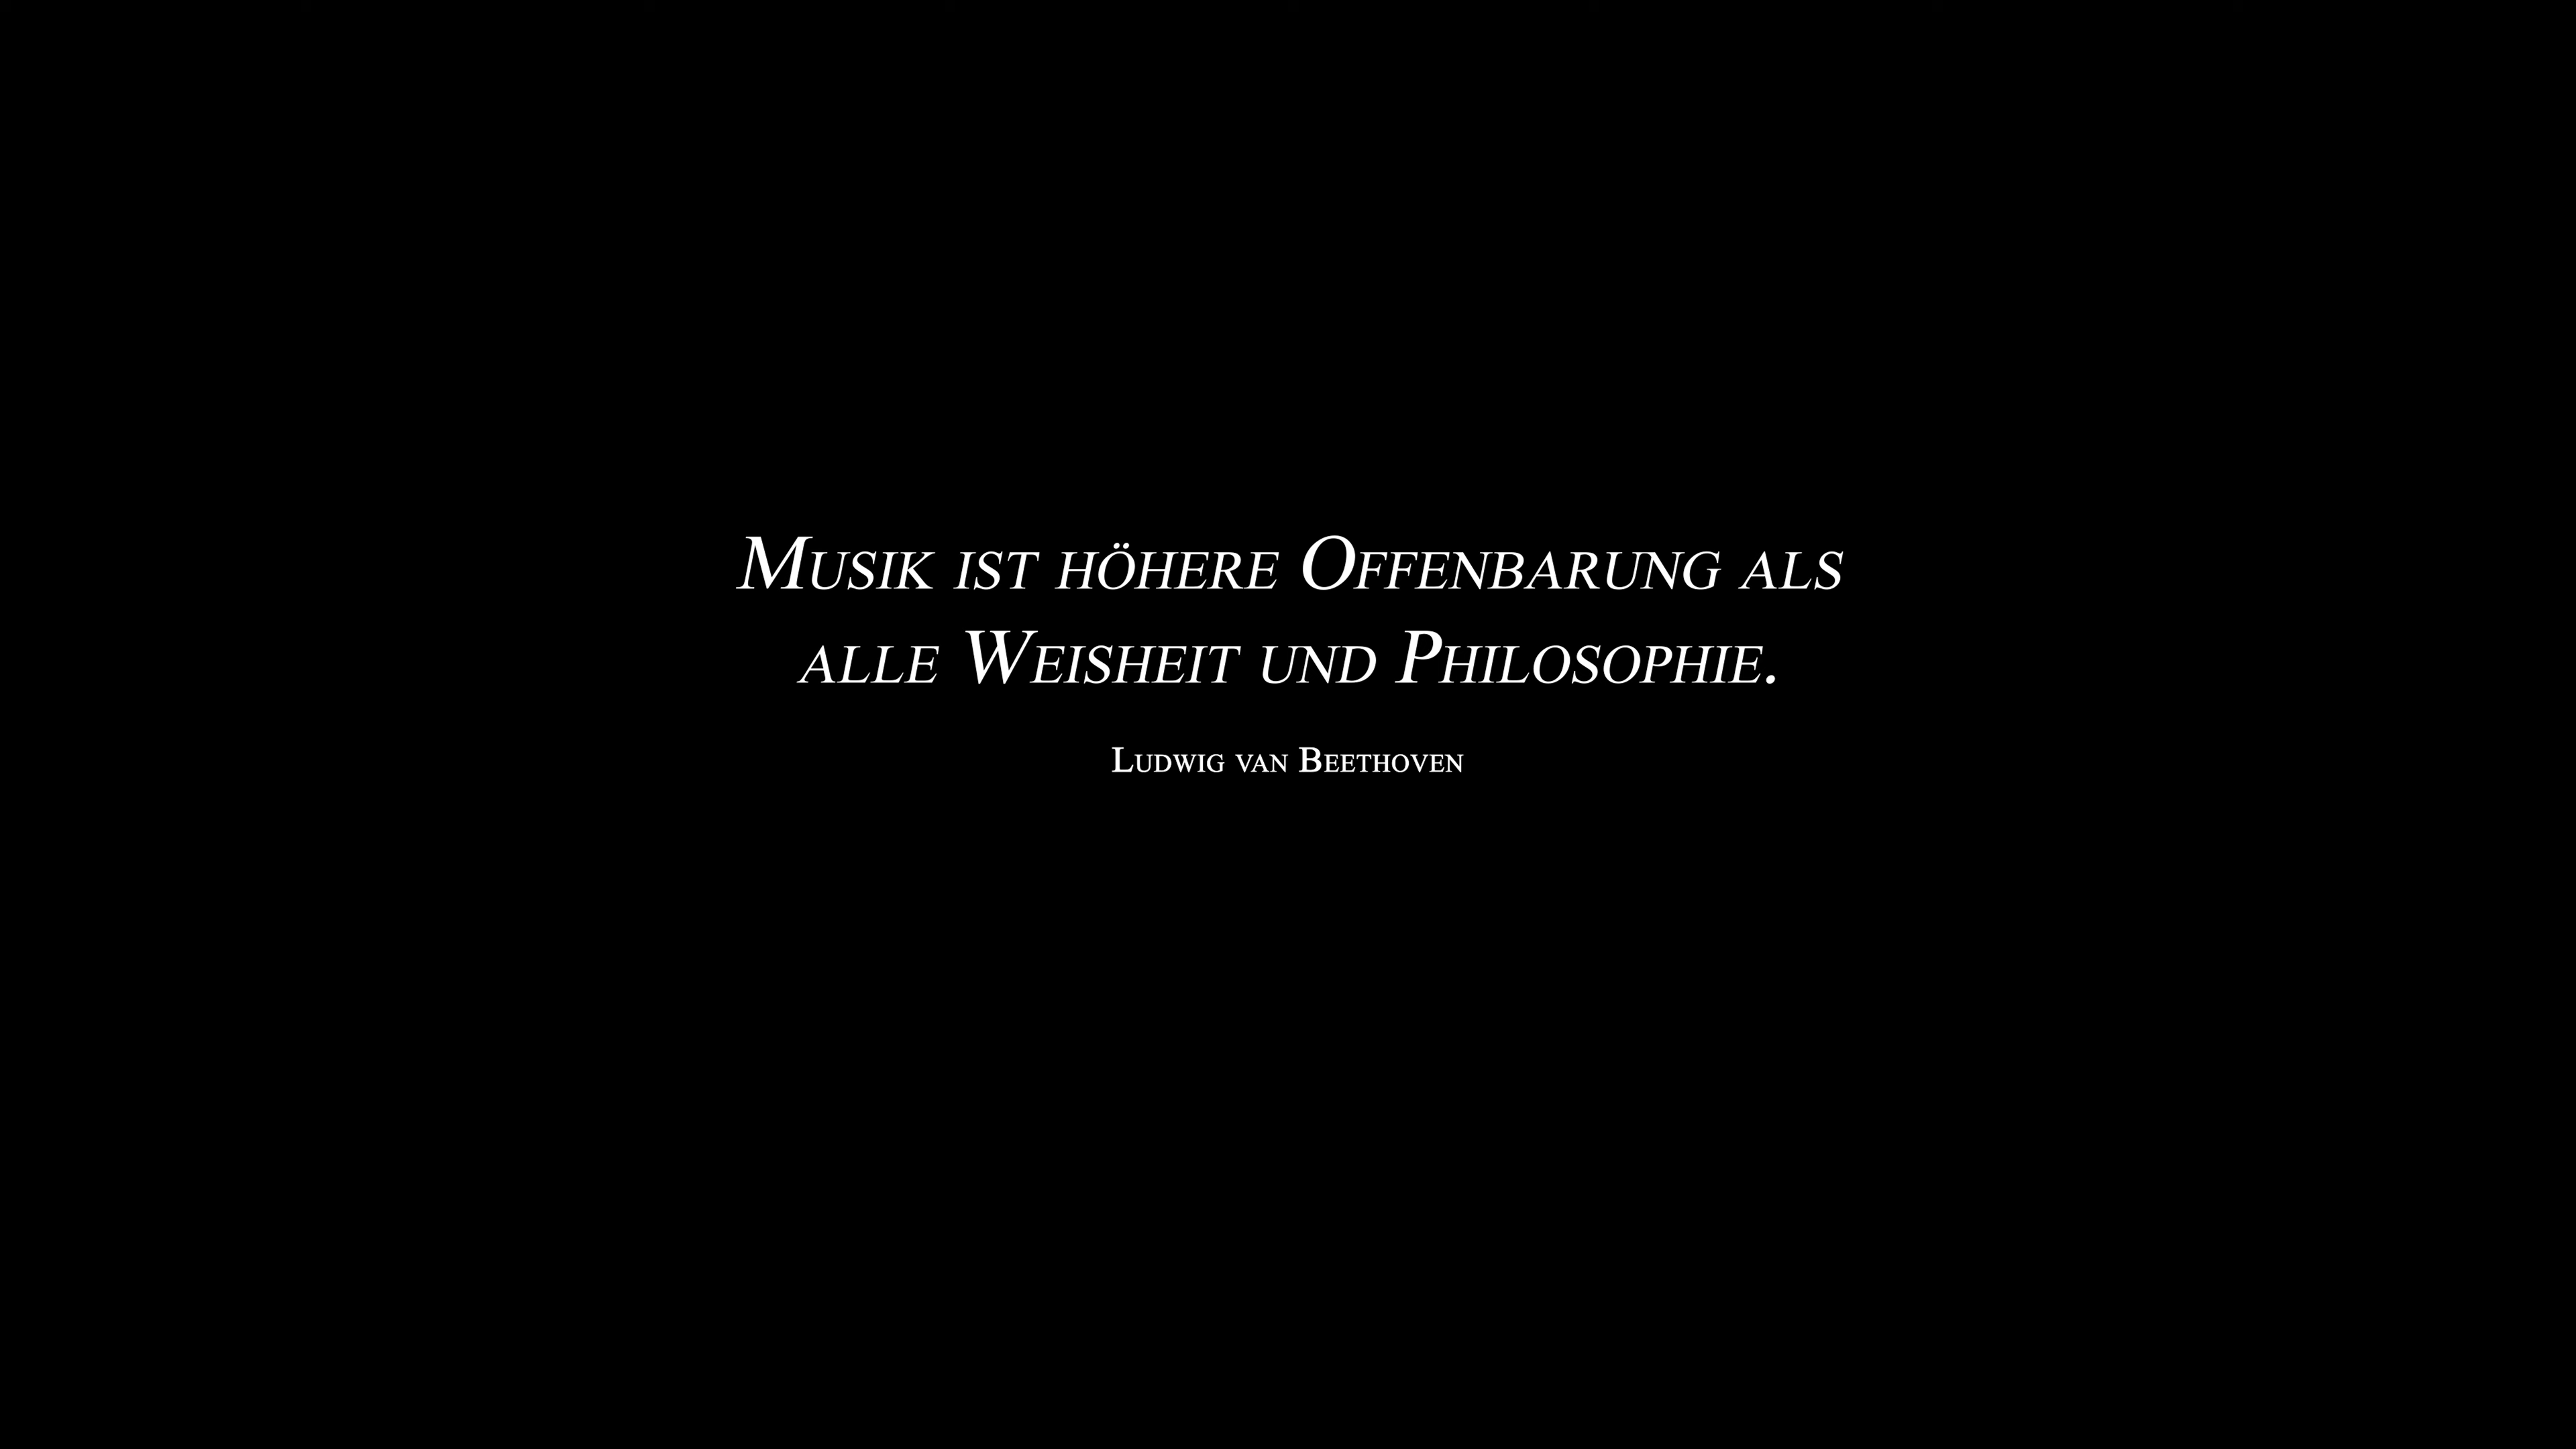 Musik ist höhere Offenbarung als
alle Weisheit und Philosophie.
Ludwig van Beethoven